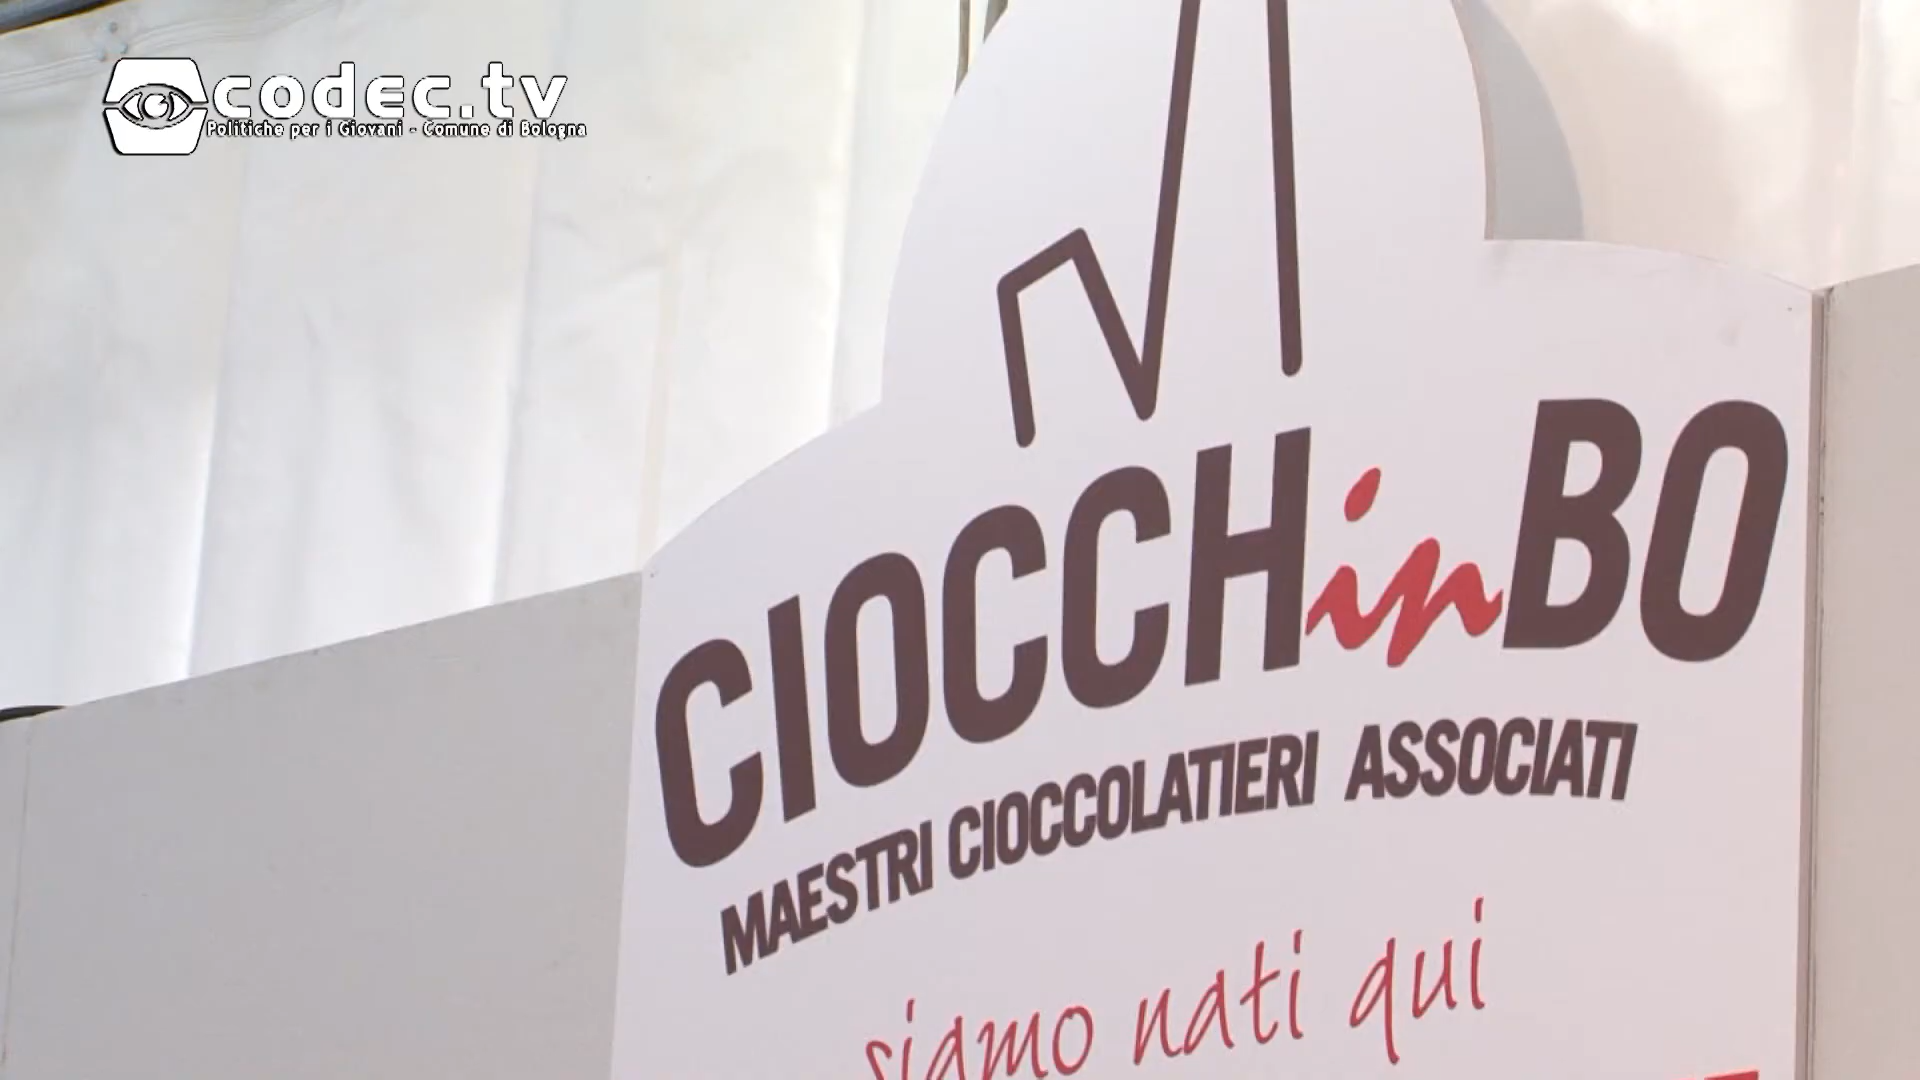 codec.tv
Politiche per i Giovani - Comune di Bologna
CIOCCHinBO
MAESTRI CIOCCOLATIERI ASSOCIATI
siamo nati qui